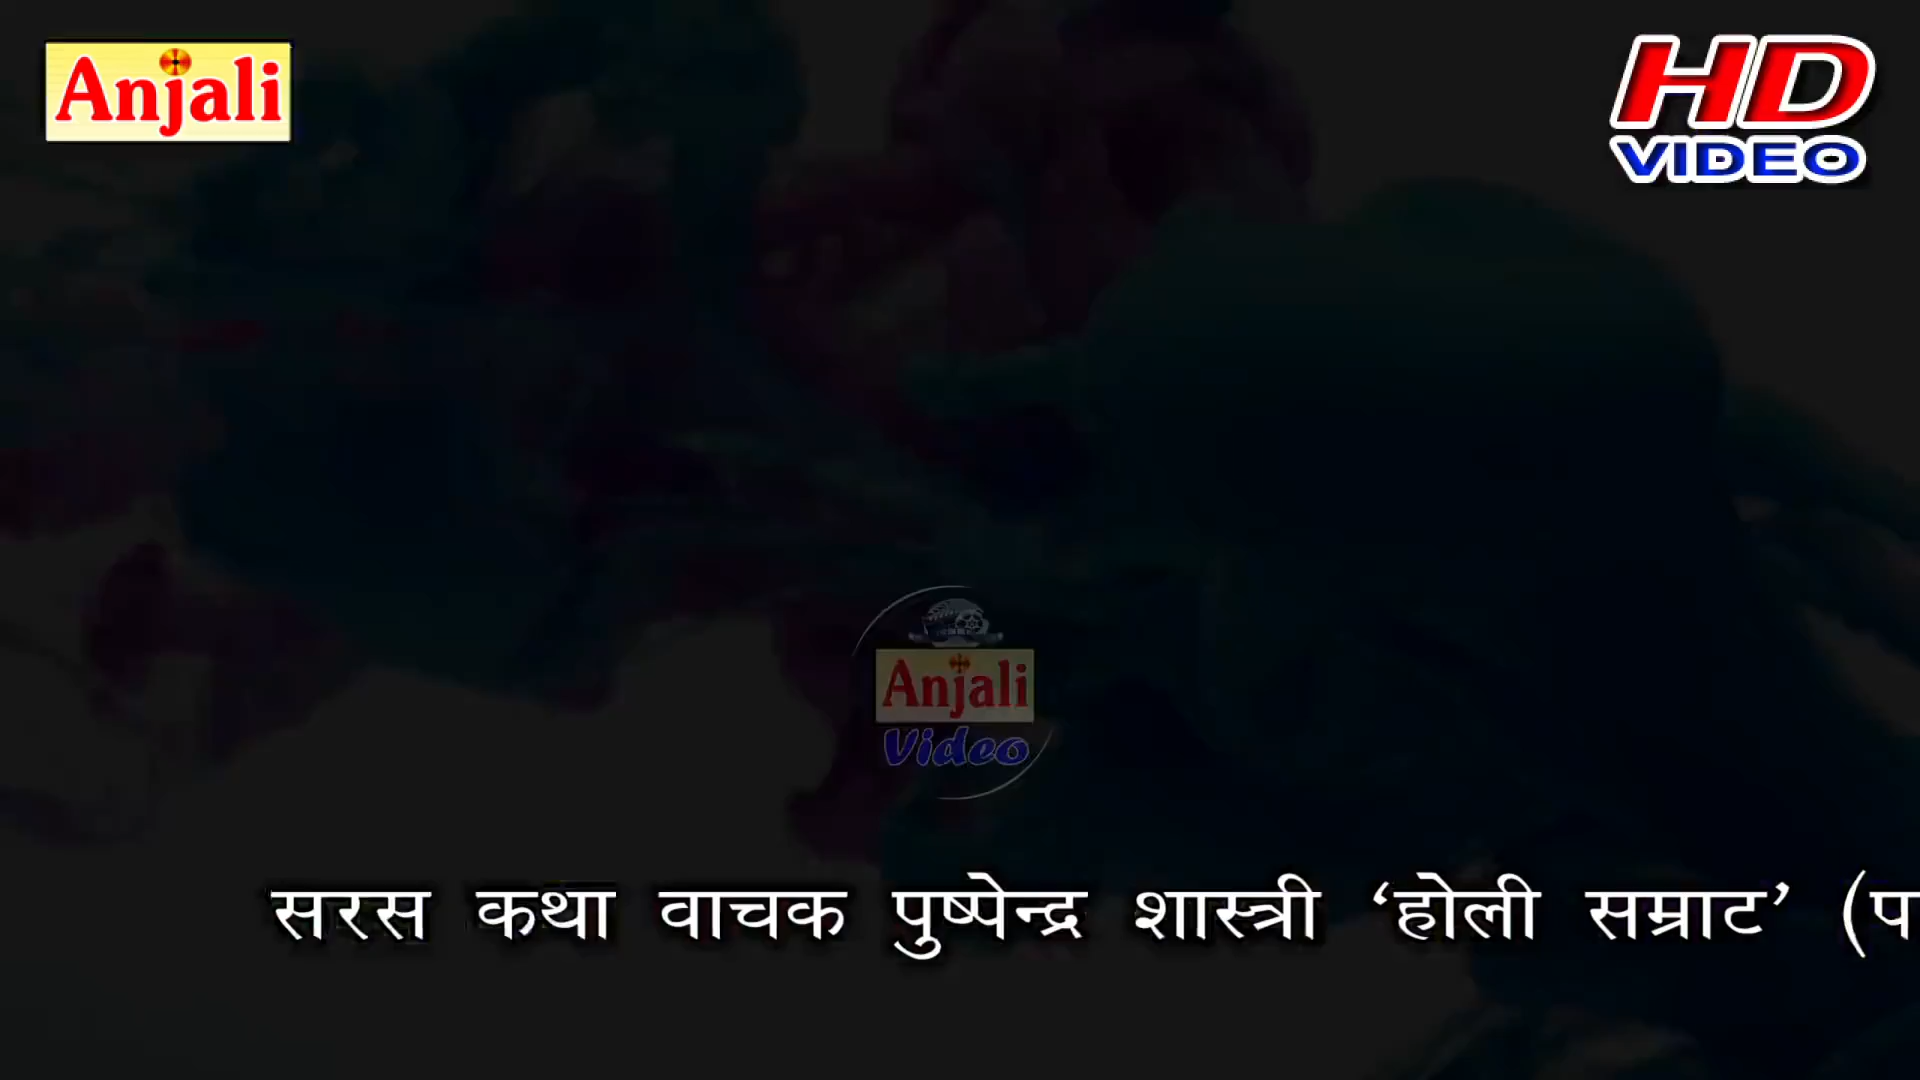 Anjali
HD
VIDEO
Anjali
Video
सरस कथा वाचक पुष्पेन्द्र शास्त्री ‘होली सम्राट’ (प